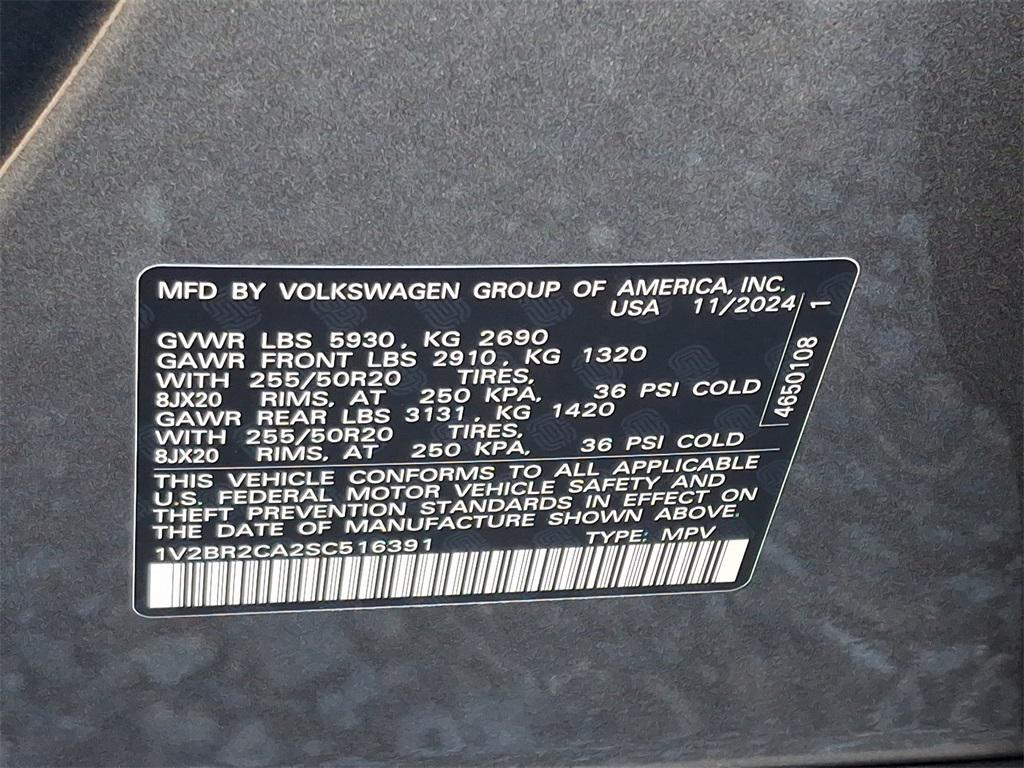 MFD BY VOLKSWAGEN GROUP OF AMERICA, INC.
USA 11/2024
GVWR LBS 5930, KG 2690
GAWR FRONT LBS 2910, KG 1320
WITH 255/50R20 TIRES,
8JX20 RIMS, AT 250 KPA, 36 PSI COLD
GAWR REAR LBS 3131, KG 1420
WITH 255/50R20 TIRES,
8JX20 RIMS, AT 250 KPA, 36 PSI COLD
4650108 1
THIS VEHICLE CONFORMS TO ALL APPLICABLE
U.S. FEDERAL MOTOR VEHICLE SAFETY AND
THEFT PREVENTION STANDARDS IN EFFECT ON
THE DATE OF MANUFACTURE SHOWN ABOVE.
1V2BR2CA2SC516391 TYPE: MPV